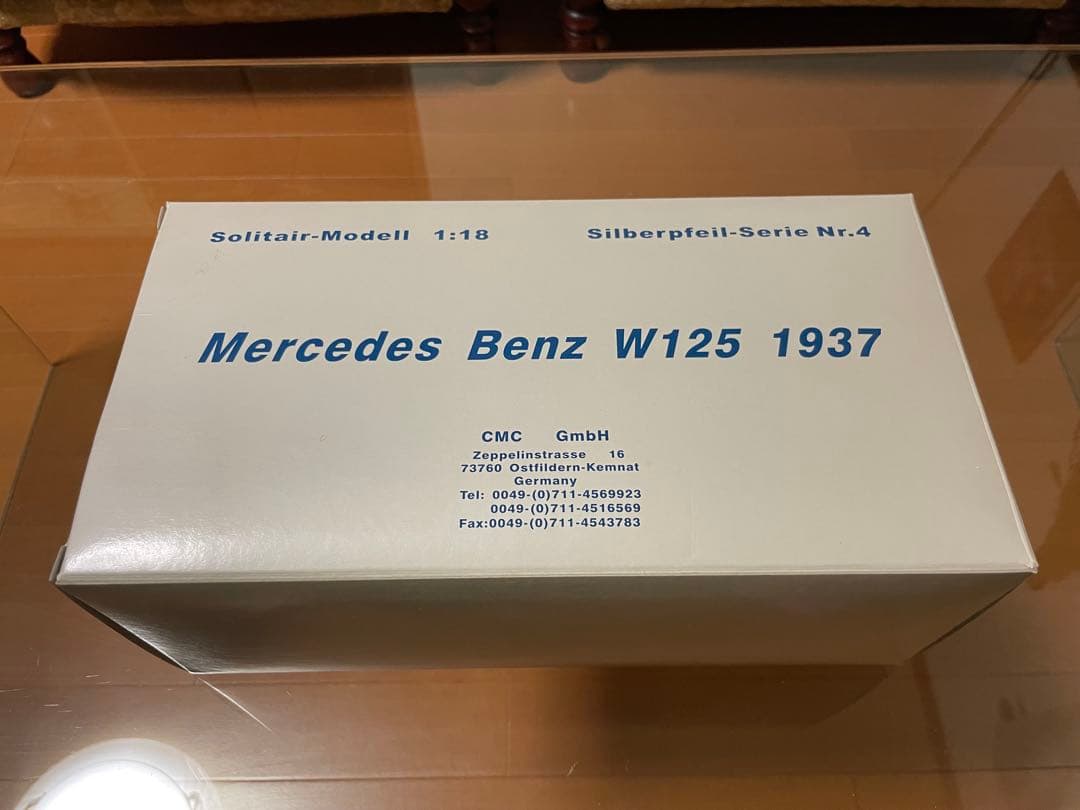 Solitair-Modell 1:18
Silberpfeil-Serie Nr.4
Mercedes Benz W125 1937
CMC GmbH
Zeppelinstrasse 16
73760 Ostfildern-Kemnat
Germany
Tel: 0049-(0)711-4569923
0049-(0)711-4516569
Fax:0049-(0)711-4543783